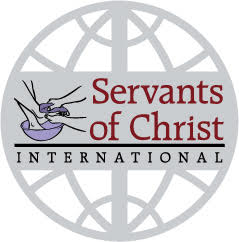 Servants
of Christ
INTERNATIONAL